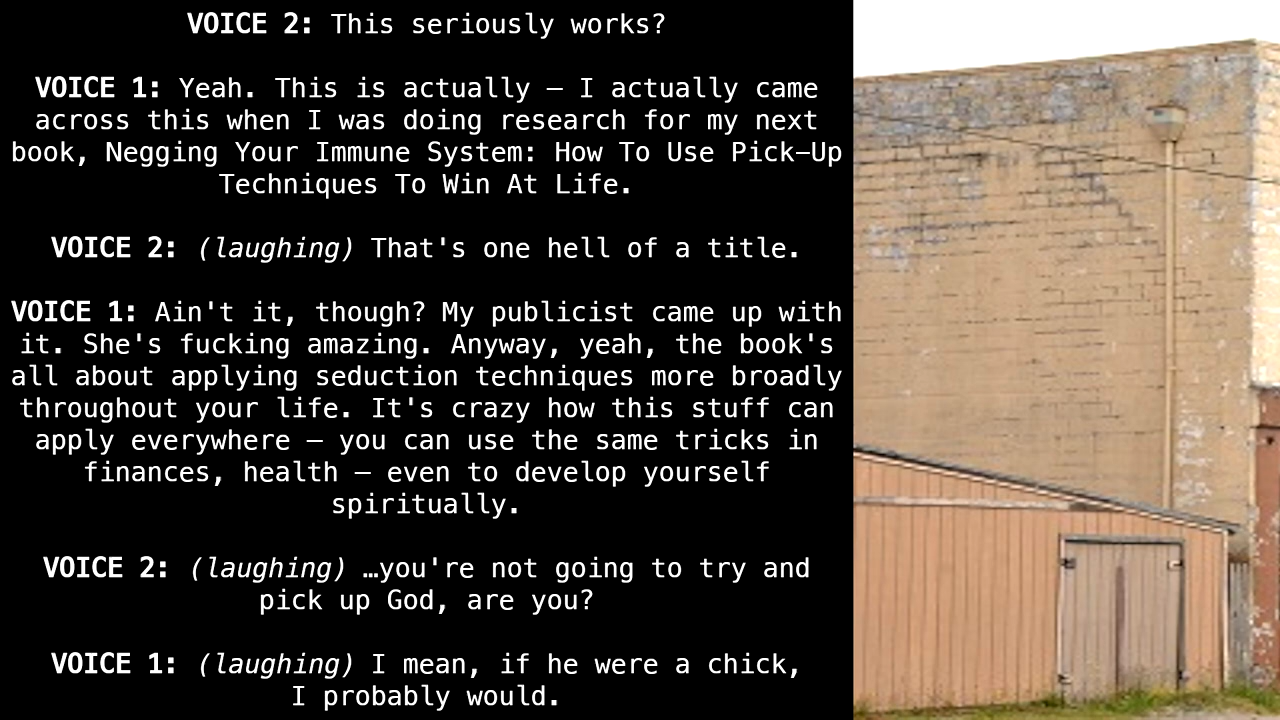 VOICE 2: This seriously works?
VOICE 1: Yeah. This is actually — I actually came
across this when I was doing research for my next
book, Negging Your Immune System: How To Use Pick–Up
Techniques To Win At Life.
VOICE 2: (laughing) That's one hell of a title.
VOICE 1: Ain't it, though? My publicist came up with
it. She's fucking amazing. Anyway, yeah, the book's
all about applying seduction techniques more broadly
throughout your life. It's crazy how this stuff can
apply everywhere — you can use the same tricks in
finances, health — even to develop yourself
spiritually.
VOICE 2: (laughing) …you're not going to try and
pick up God, are you?
VOICE 1: (laughing) I mean, if he were a chick,
I probably would.